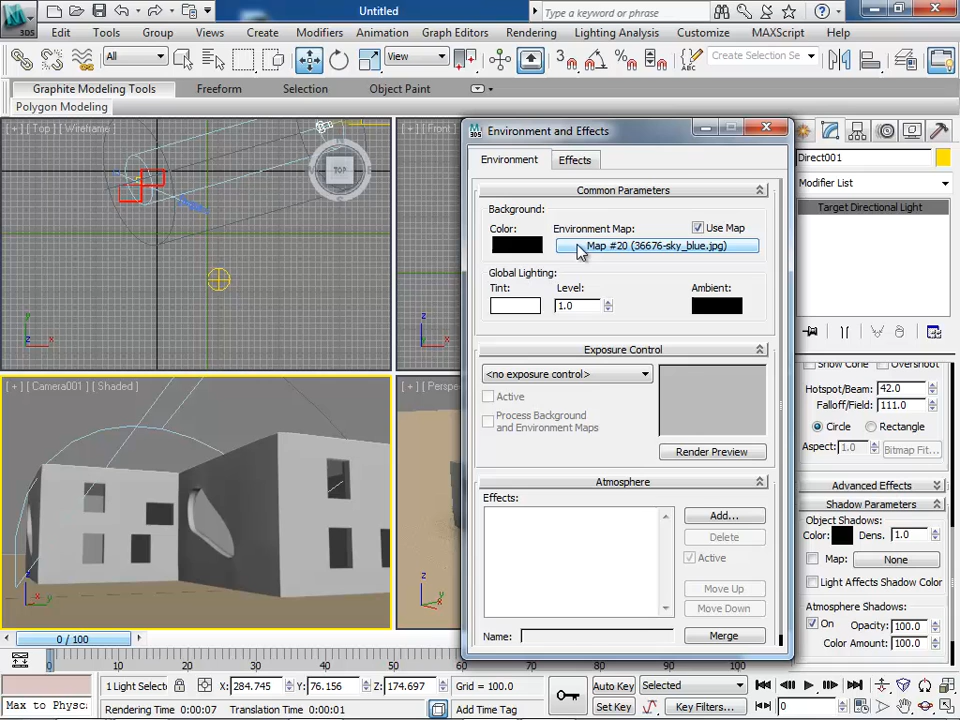 Untitled
Type a keyword or phrase
3DS
Edit Tools Group Views Create Modifiers Animation Graph Editors Rendering Lighting Analysis Customize MAXScript Help
All View 3 Create Selection Se
Graphite Modeling Tools Freeform Selection Object Paint
Polygon Modeling
[ + ] [ Top ] [ Wireframe ]
[ + ] [ Front ]
TOP
Environment and Effects
Environment Effects
Common Parameters
Background:
Color: Environment Map: Use Map
Map #20 (36676-sky_blue.jpg)
Global Lighting:
Tint: Level: Ambient:
1.0
Exposure Control
<no exposure control>
Active
Process Background
and Environment Maps
Render Preview
Atmosphere
Effects:
Add...
Delete
Active
Move Up
Move Down
Name: Merge
Direct001
Modifier List
Target Directional Light
Show Cone Overshoot
Hotspot/Beam: 42.0
Falloff/Field: 111.0
Circle Rectangle
Aspect: 1.0 Bitmap Fit...
Advanced Effects
Shadow Parameters
Object Shadows:
Color: Dens. 1.0
Map: None
Light Affects Shadow Color
Atmosphere Shadows:
On Opacity: 100.0
Color Amount: 100.0
[ + ] [ Camera001 ] [ Shaded ]
[ + ] [ Perspe
0 / 100
0 10 20 30 40 50 60 70 80 90 100
1 Light Select X: 284.745 Y: 76.156 Z: 174.697 Grid = 100.0 Auto Key Selected
Max to Physc Rendering Time 0:00:07 Translation Time 0:00:01 Add Time Tag Set Key Key Filters... 0